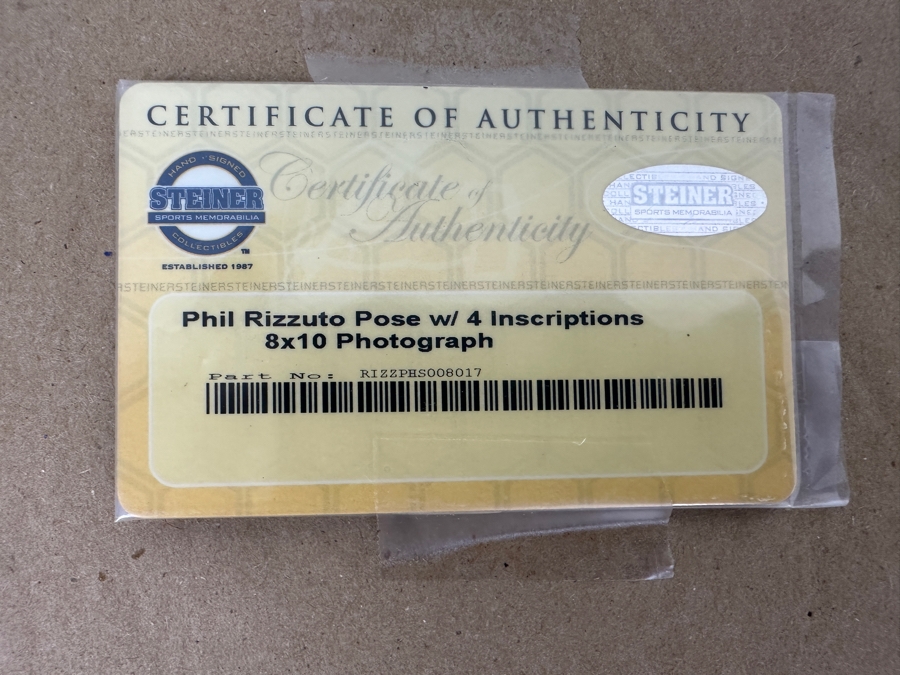 CERTIFICATE OF AUTHENTICITY
HAND · SIGNED
STEINER
SPORTS MEMORABILIA
COLLECTIBLES
TM
ESTABLISHED 1987
Certificate of
Authenticity
STEINER
SPORTS MEMORABILIA
Phil Rizzuto Pose w/ 4 Inscriptions
8x10 Photograph
Part No: RIZZPHS008017